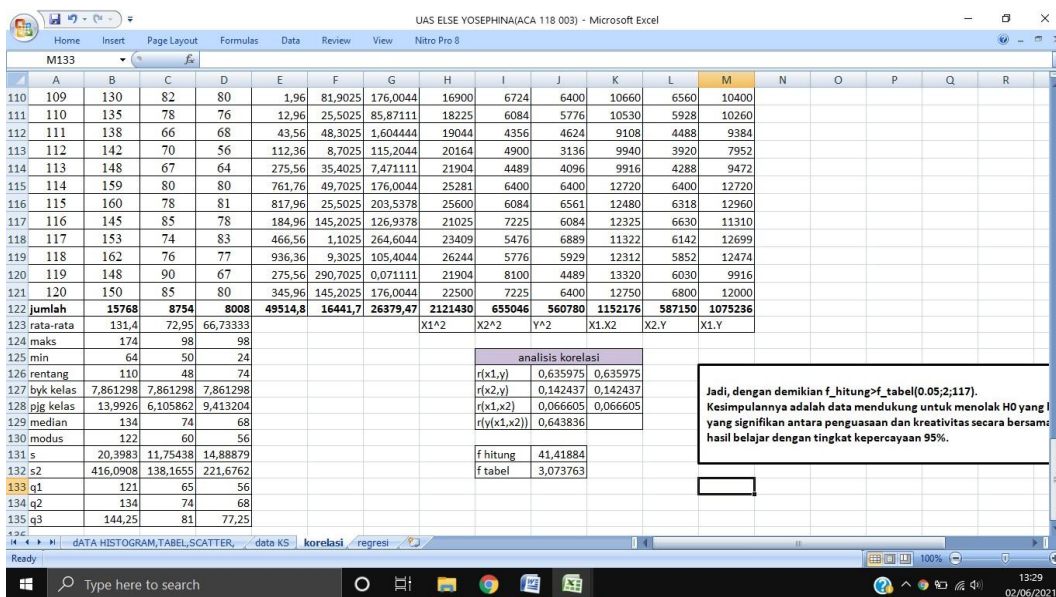 UAS ELSE YOSEPHINA(ACA 118 003) - Microsoft Excel
Home Insert Page Layout Formulas Data Review View Nitro Pro 8
M133 fx
A B C D E F G H I J K L M N O P Q R
110 109 130 82 80 1,96 81,9025 176,0044 16900 6724 6400 10660 6560 10400
111 110 135 78 76 12,96 25,5025 85,87111 18225 6084 5776 10530 5928 10260
112 111 138 66 68 43,56 48,3025 1,604444 19044 4356 4624 9108 4488 9384
113 112 142 70 56 112,36 8,7025 115,2044 20164 4900 3136 9940 3920 7952
114 113 148 67 64 275,56 35,4025 7,471111 21904 4489 4096 9916 4288 9472
115 114 159 80 80 761,76 49,7025 176,0044 25281 6400 6400 12720 6400 12720
116 115 160 78 81 817,96 25,5025 203,5378 25600 6084 6561 12480 6318 12960
117 116 145 85 78 184,96 145,2025 126,9378 21025 7225 6084 12325 6630 11310
118 117 153 74 83 466,56 1,1025 264,6044 23409 5476 6889 11322 6142 12699
119 118 162 76 77 936,36 9,3025 105,4044 26244 5776 5929 12312 5852 12474
120 119 148 90 67 275,56 290,7025 0,071111 21904 8100 4489 13320 6030 9916
121 120 150 85 80 345,96 145,2025 176,0044 22500 7225 6400 12750 6800 12000
122 jumlah 15768 8754 8008 49514,8 16441,7 26379,47 2121430 655046 560780 1152176 587150 1075236
123 rata-rata 131,4 72,95 66,73333 X1^2 X2^2 Y^2 X1.X2 X2.Y X1.Y
124 maks 174 98 98
125 min 64 50 24 analisis korelasi
126 rentang 110 48 74 r(x1,y) 0,635975 0,635975
127 byk kelas 7,861298 7,861298 7,861298 r(x2,y) 0,142437 0,142437
128 pjg kelas 13,9926 6,105862 9,413204 r(x1,x2) 0,066605 0,066605
129 median 134 74 68 r(y(x1,x2)) 0,643836
130 modus 122 60 56
131 s 20,3983 11,75438 14,88879 f hitung 41,41884
132 s2 416,0908 138,1655 221,6762 f tabel 3,073763
133 q1 121 65 56
134 q2 134 74 68
135 q3 144,25 81 77,25
Jadi, dengan demikian f_hitung>f_tabel(0.05;2;117).
Kesimpulannya adalah data mendukung untuk menolak H0 yang
yang signifikan antara penguasaan dan kreativitas secara bersama
hasil belajar dengan tingkat kepercayaan 95%.
dATA HISTOGRAM,TABEL,SCATTER, data KS korelasi regresi
Ready 100%
Type here to search
13:29
02/06/2021